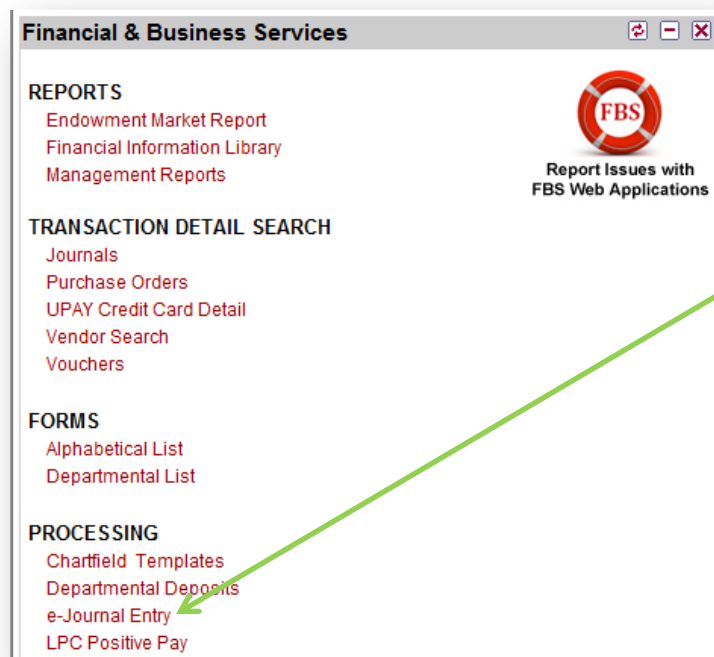 Financial & Business Services
REPORTS
Endowment Market Report
Financial Information Library
Management Reports
FBS
Report Issues with
FBS Web Applications
TRANSACTION DETAIL SEARCH
Journals
Purchase Orders
UPAY Credit Card Detail
Vendor Search
Vouchers
FORMS
Alphabetical List
Departmental List
PROCESSING
Chartfield Templates
Departmental Deposits
e-Journal Entry
LPC Positive Pay